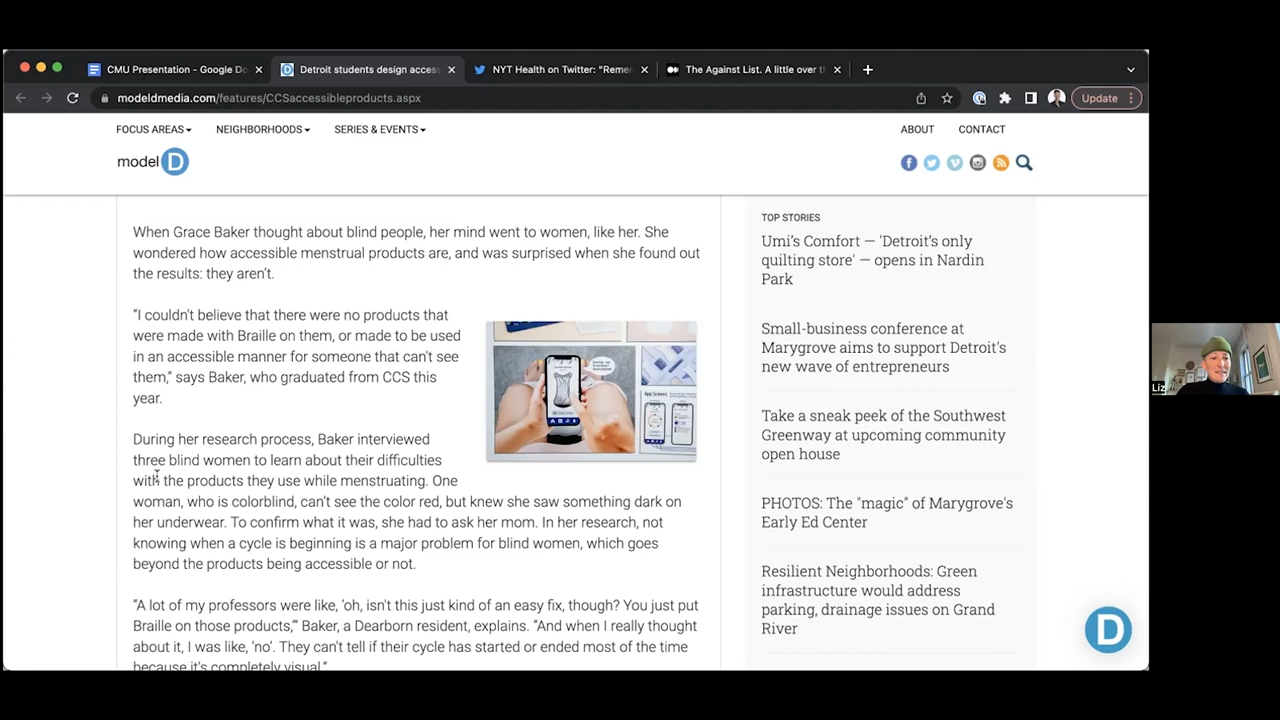 CMU Presentation - Google Do
Detroit students design access
NYT Health on Twitter: "Remem
The Against List. A little over th
modeldmedia.com/features/CCSaccessibleproducts.aspx
Update
FOCUS AREAS
NEIGHBORHOODS
SERIES & EVENTS
ABOUT
CONTACT
model D
When Grace Baker thought about blind people, her mind went to women, like her. She
wondered how accessible menstrual products are, and was surprised when she found out
the results: they aren't.
"I couldn't believe that there were no products that
were made with Braille on them, or made to be used
in an accessible manner for someone that can't see
them," says Baker, who graduated from CCS this
year.
During her research process, Baker interviewed
three blind women to learn about their difficulties
with the products they use while menstruating. One
woman, who is colorblind, can't see the color red, but knew she saw something dark on
her underwear. To confirm what it was, she had to ask her mom. In her research, not
knowing when a cycle is beginning is a major problem for blind women, which goes
beyond the products being accessible or not.
"A lot of my professors were like, 'oh, isn't this just kind of an easy fix, though? You just put
Braille on those products,'" Baker, a Dearborn resident, explains. "And when I really thought
about it, I was like, 'no'. They can't tell if their cycle has started or ended most of the time
because it's completely visual."
App Screens
TOP STORIES
Umi's Comfort — 'Detroit's only
quilting store' — opens in Nardin
Park
Small-business conference at
Marygrove aims to support Detroit's
new wave of entrepreneurs
Take a sneak peek of the Southwest
Greenway at upcoming community
open house
PHOTOS: The "magic" of Marygrove's
Early Ed Center
Resilient Neighborhoods: Green
infrastructure would address
parking, drainage issues on Grand
River
D
Liz